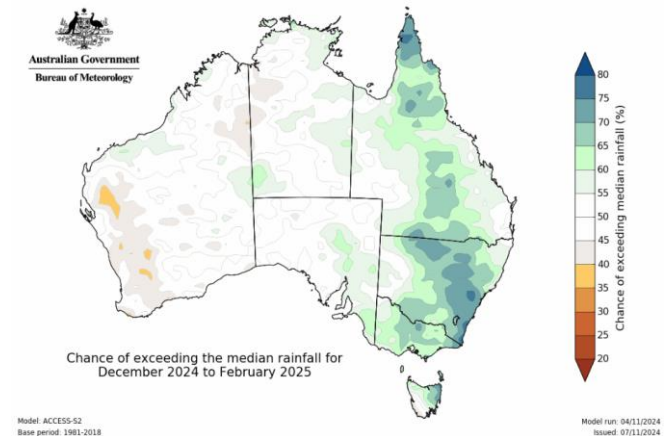 Australian Government
Bureau of Meteorology
80
75
70
65
60
55
50
45
40
35
30
25
20
Chance of exceeding median rainfall (%)
Chance of exceeding the median rainfall for
December 2024 to February 2025
Model: ACCESS-S2
Base period: 1981-2018
Model run: 04/11/2024
Issued: 07/11/2024